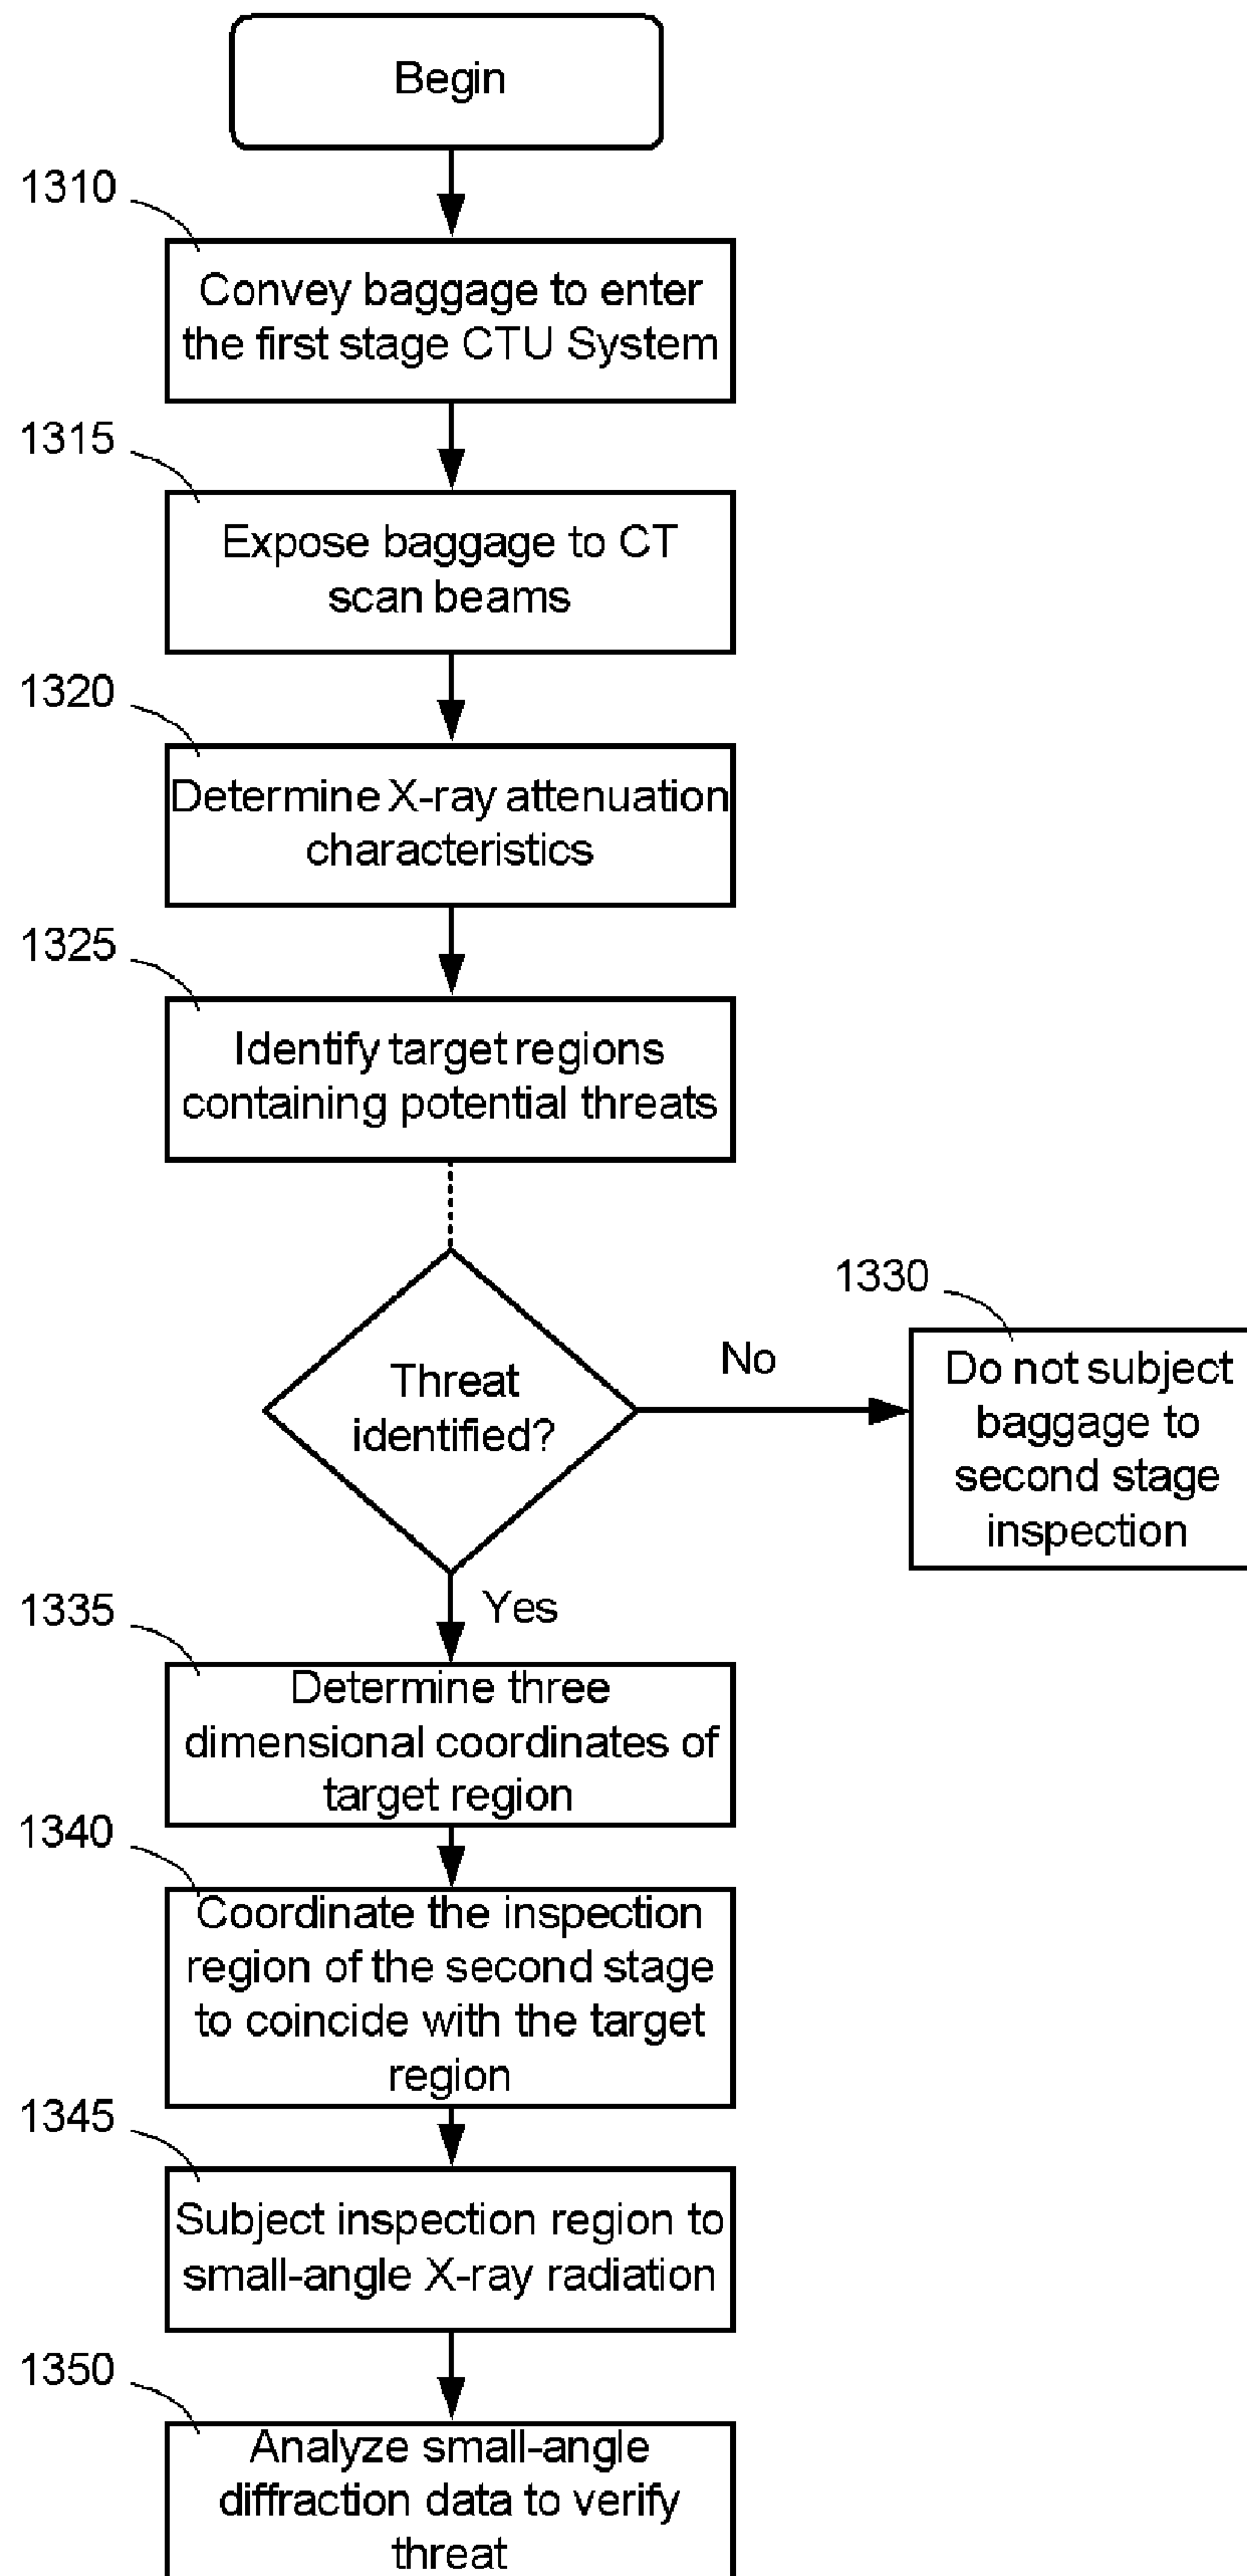 Begin
1310
Convey baggage to enter
the first stage CTU System
1315
Expose baggage to CT
scan beams
1320
Determine X-ray attenuation
characteristics
1325
Identify target regions
containing potential threats
Threat
identified?
No
1330
Do not subject
baggage to
second stage
inspection
Yes
1335
Determine three
dimensional coordinates of
target region
1340
Coordinate the inspection
region of the second stage
to coincide with the target
region
1345
Subject inspection region to
small-angle X-ray radiation
1350
Analyze small-angle
diffraction data to verify
threat